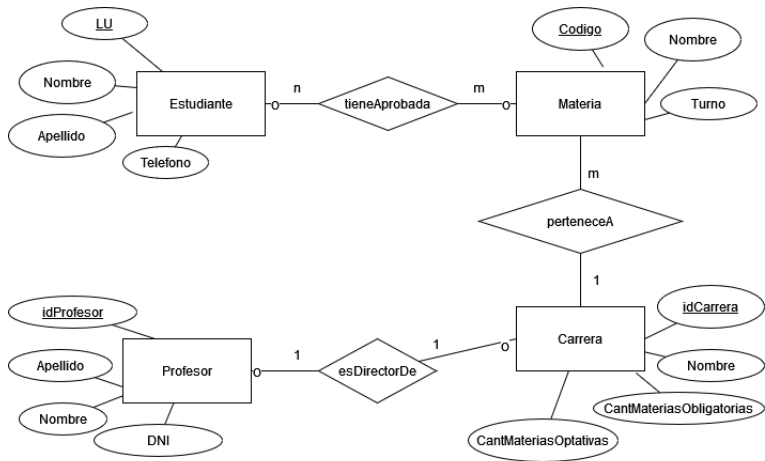 LU
Codigo
Nombre
Nombre
Estudiante
o
n
tieneAprobada
m
o
Materia
Turno
Apellido
Telefono
m
perteneceA
1
idProfesor
idCarrera
Apellido
Profesor
o
1
esDirectorDe
1
o
Carrera
Nombre
Nombre
CantMateriasObligatorias
DNI
CantMateriasOptativas